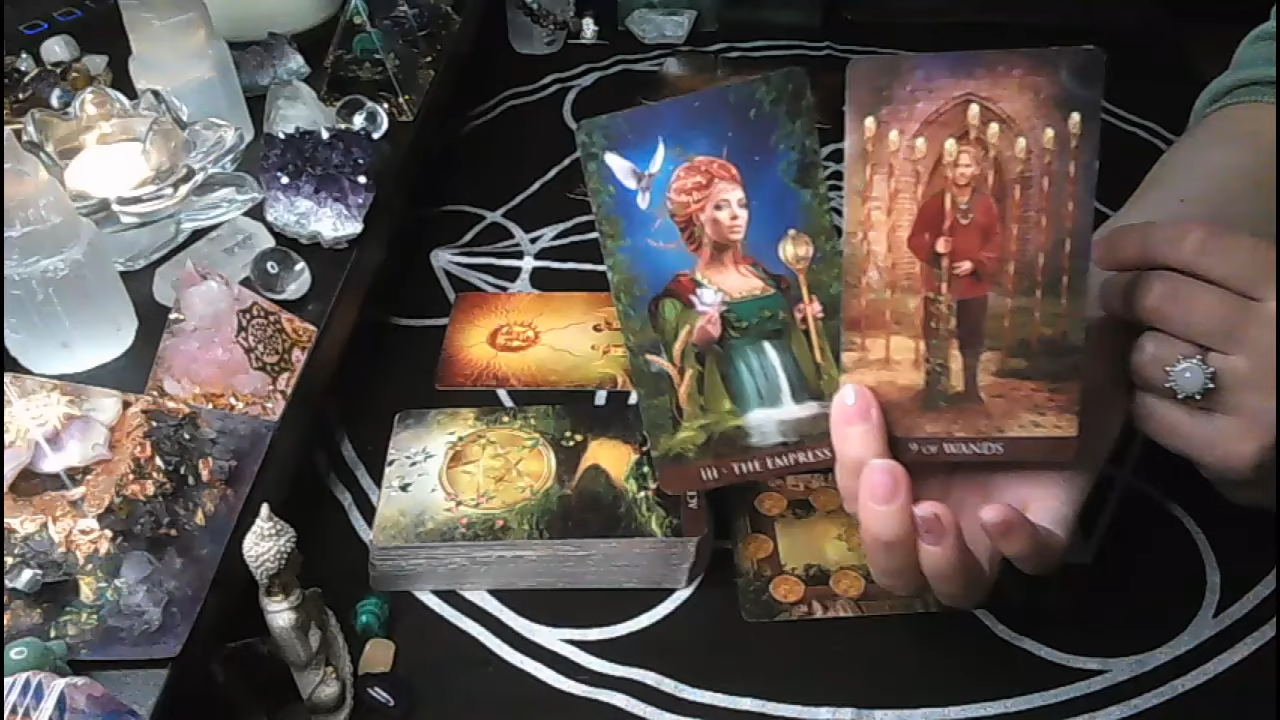 III • THE EMPRESS
9 OF WANDS